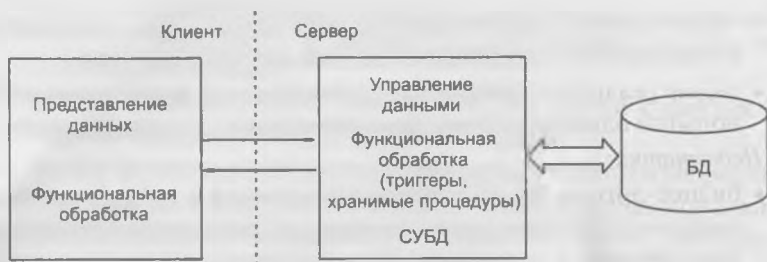 Клиент
Сервер
Представление
данных
Функциональная
обработка
Управление
данными
Функциональная
обработка
(триггеры,
хранимые процедуры)
СУБД
БД